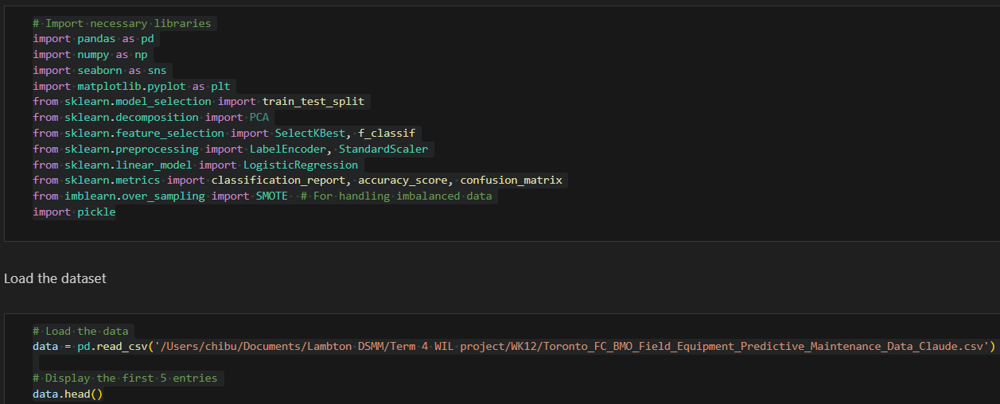 # Import necessary libraries
import pandas as pd
import numpy as np
import seaborn as sns
import matplotlib.pyplot as plt
from sklearn.model_selection import train_test_split
from sklearn.decomposition import PCA
from sklearn.feature_selection import SelectKBest, f_classif
from sklearn.preprocessing import LabelEncoder, StandardScaler
from sklearn.linear_model import LogisticRegression
from sklearn.metrics import classification_report, accuracy_score, confusion_matrix
from imblearn.over_sampling import SMOTE  # For handling imbalanced data
import pickle
Load the dataset
# Load the data
data = pd.read_csv('/Users/chibu/Documents/Lambton DSMM/Term 4 WIL project/WK12/Toronto_FC_BMO_Field_Equipment_Predictive_Maintenance_Data_Claude.csv')
# Display the first 5 entries
data.head()